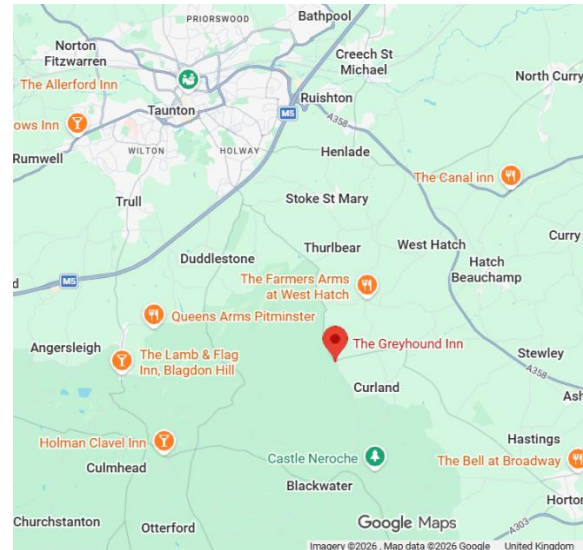 PRIORSWOOD
Bathpool
Norton
Fitzwarren
Creech St
Michael
The Allerford Inn
North Curry
Taunton
Ruishton
M5
A358
ows Inn
Rumwell
WILTON
HOLWAY
Henlade
The Canal inn
Trull
Stoke St Mary
Thurlbear
West Hatch
Curry
Duddlestone
Hatch
Beauchamp
M5
d
The Farmers Arms
at West Hatch
Queens Arms Pitminster
Angersleigh
The Lamb & Flag
Inn, Blagdon Hill
The Greyhound Inn
Stewley
A358
Curland
Ash
Holman Clavel Inn
Hastings
Culmhead
Castle Neroche
The Bell at Broadway
Blackwater
Horton
Churchstanton
Otterford
Google Maps
A303
Imagery ©2026 , Map data ©2026 Google United Kingdom